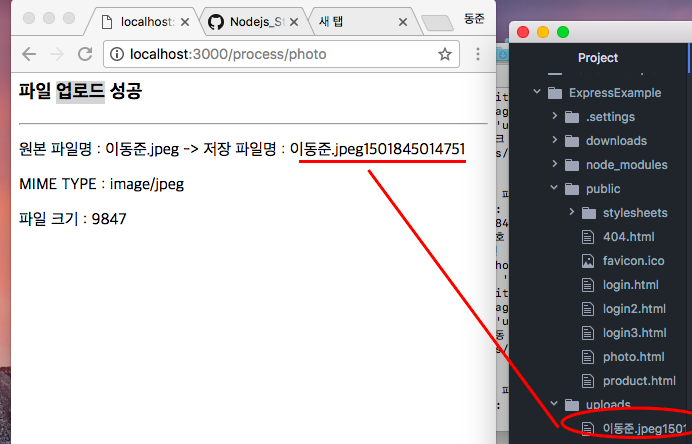 localhost:
Nodejs_St
새 탭
동준
localhost:3000/process/photo
파일 업로드 성공
원본 파일명 : 이동준.jpeg -> 저장 파일명 : 이동준.jpeg1501845014751
MIME TYPE : image/jpeg
파일 크기 : 9847
Project
ExpressExample
.settings
downloads
node_modules
public
stylesheets
404.html
favicon.ico
login.html
login2.html
login3.html
photo.html
product.html
uploads
이동준.jpeg1501